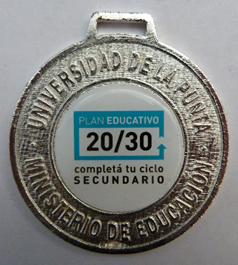 UNIVERSIDAD DE LA PUNTA
PLAN EDUCATIVO
20/30
completá tu ciclo
SECUNDARIO
MINISTERIO DE EDUCACIÓN